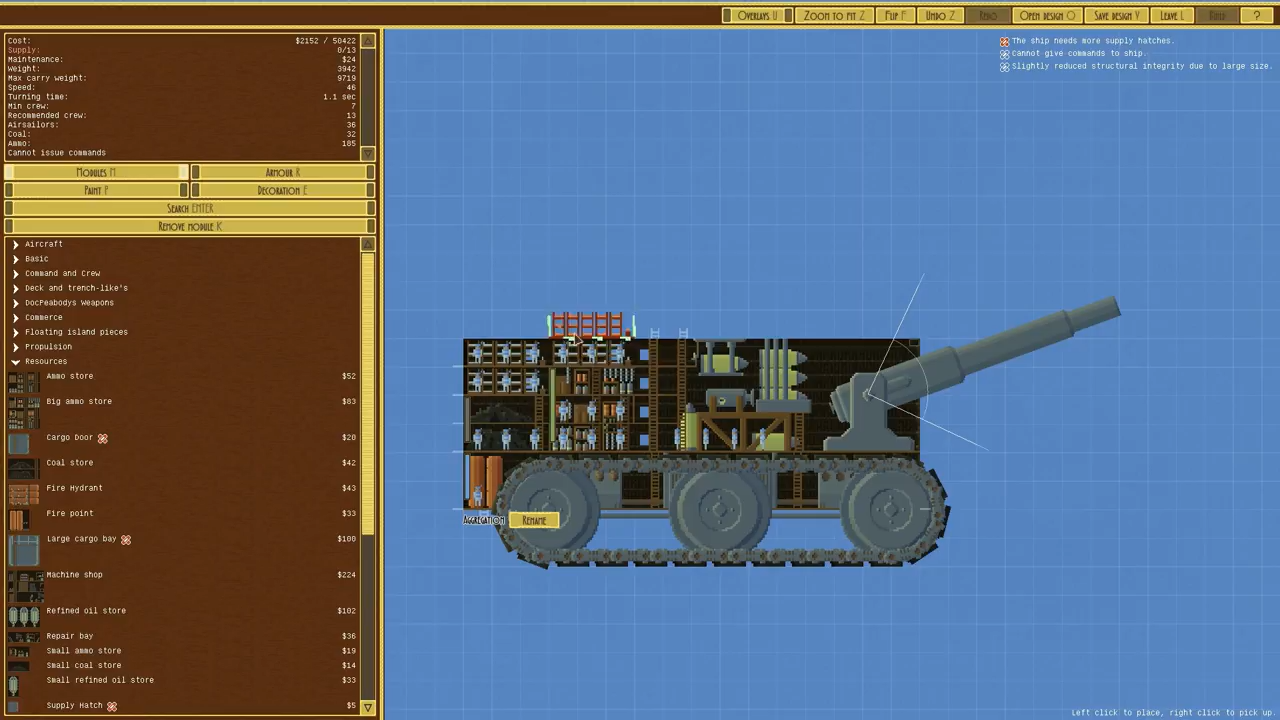 OVERLAYS U
ZOOM TO FIT Z
FLIP F
UNDO Z
REDO
OPEN DESIGN O
SAVE DESIGN V
LEAVE L
BUILD
?
Cost: $2152 / 50422
Supply: 0/13
Maintenance: $24
Weight: 3942
Max carry weight: 9719
Speed: 46
Turning time: 1.1 sec
Min crew: 7
Recommended crew: 13
Airsailors: 36
Coal: 32
Ammo: 185
Cannot issue commands
The ship needs more supply hatches.
Cannot give commands to ship.
Slightly reduced structural integrity due to large size.
MODULES M
ARMOUR R
PAINT P
DECORATION E
SEARCH ENTER
REMOVE MODULE K
Aircraft
Basic
Command and Crew
Deck and trench-like's
DocPeabodys Weapons
Commerce
Floating island pieces
Propulsion
Resources
Ammo store $52
Big ammo store $83
Cargo Door $20
Coal store $42
Fire Hydrant $43
Fire point $33
Large cargo bay $100
Machine shop $224
Refined oil store $102
Repair bay $36
Small ammo store $19
Small coal store $14
Small refined oil store $33
Supply Hatch $5
AGGREGATION
RENAME
Left click to place, right click to pick up.